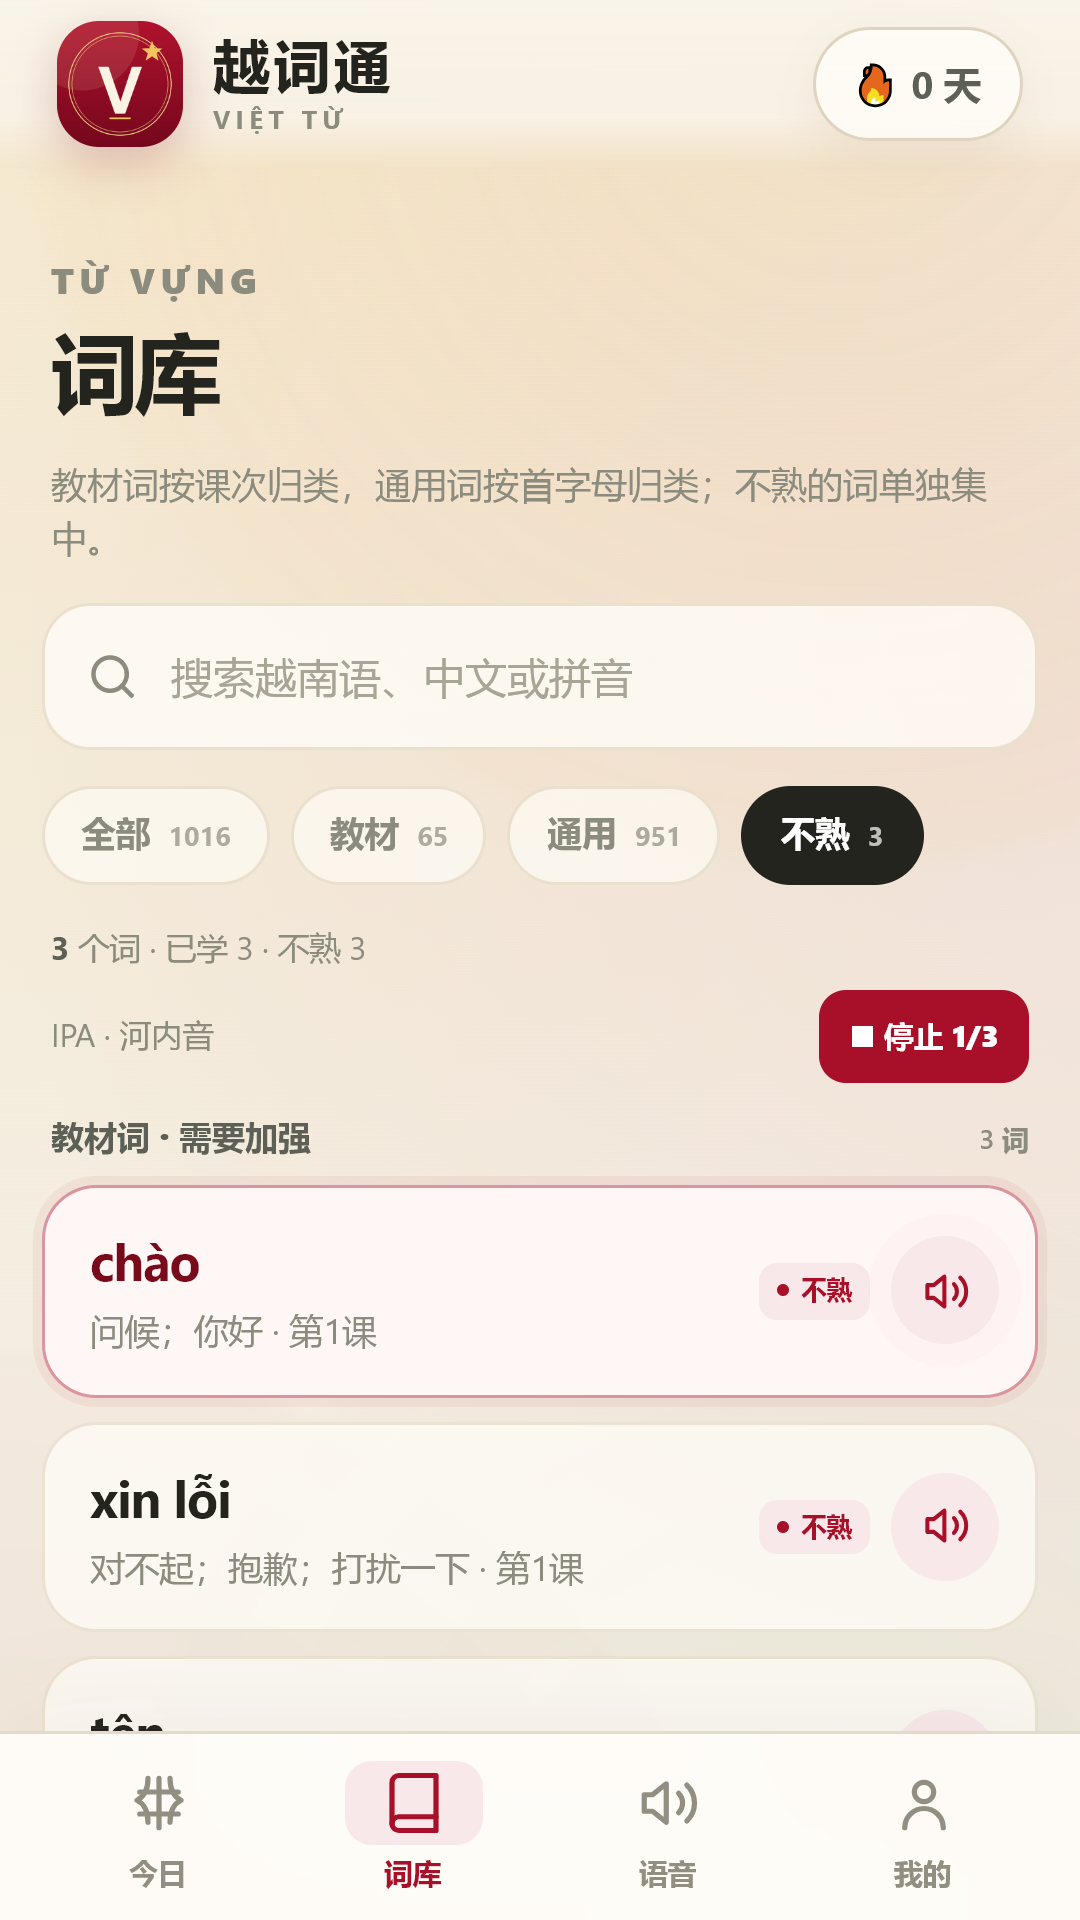 V
越词通
VIỆT TỪ
0 天
TỪ VỰNG
词库
教材词按课次归类，通用词按首字母归类；不熟的词单独集
中。
搜索越南语、中文或拼音
全部 1016
教材 65
通用 951
不熟 3
3 个词 · 已学 3 · 不熟 3
IPA · 河内音
停止 1/3
教材词 · 需要加强
3 词
chào
不熟
问候；你好 · 第1课
xin lỗi
不熟
对不起；抱歉；打扰一下 · 第1课
今日
词库
语音
我的